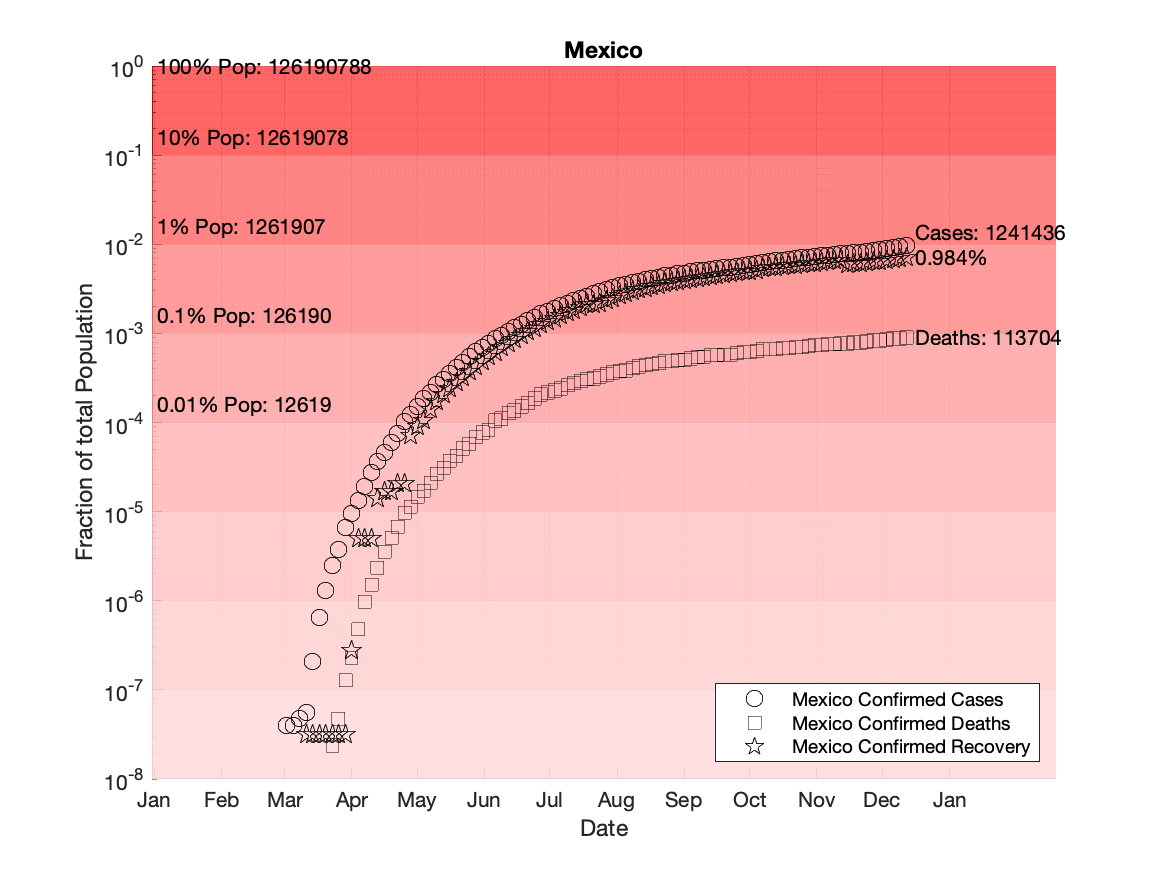 Mexico
10^0
100% Pop: 126190788
10% Pop: 12619078
10^-1
1% Pop: 1261907
10^-2
Cases: 1241436
0.984%
0.1% Pop: 126190
10^-3
Deaths: 113704
0.01% Pop: 12619
10^-4
10^-5
10^-6
10^-7
10^-8
Fraction of total Population
Mexico Confirmed Cases
Mexico Confirmed Deaths
Mexico Confirmed Recovery
Jan Feb Mar Apr May Jun Jul Aug Sep Oct Nov Dec Jan
Date